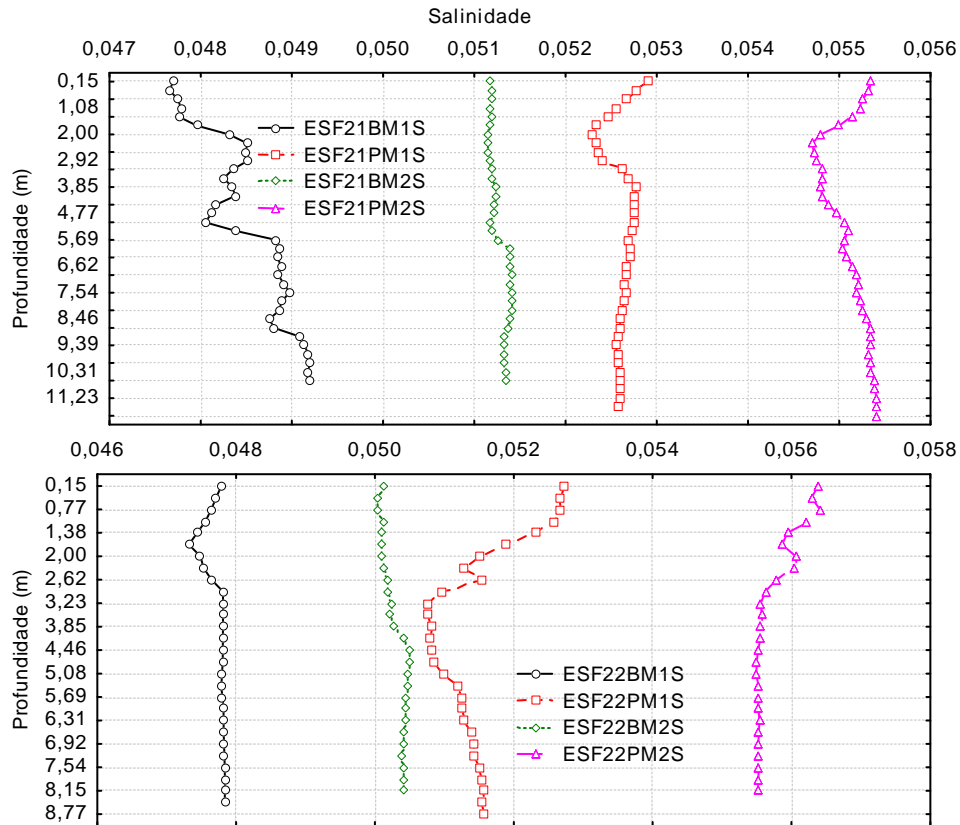 Salinidade
0,047 0,048 0,049 0,050 0,051 0,052 0,053 0,054 0,055 0,056
Profundidade (m)
0,15
1,08
2,00
2,92
3,85
4,77
5,69
6,62
7,54
8,46
9,39
10,31
11,23
ESF21BM1S
ESF21PM1S
ESF21BM2S
ESF21PM2S
0,046 0,048 0,050 0,052 0,054 0,056 0,058
Profundidade (m)
0,15
0,77
1,38
2,00
2,62
3,23
3,85
4,46
5,08
5,69
6,31
6,92
7,54
8,15
8,77
ESF22BM1S
ESF22PM1S
ESF22BM2S
ESF22PM2S